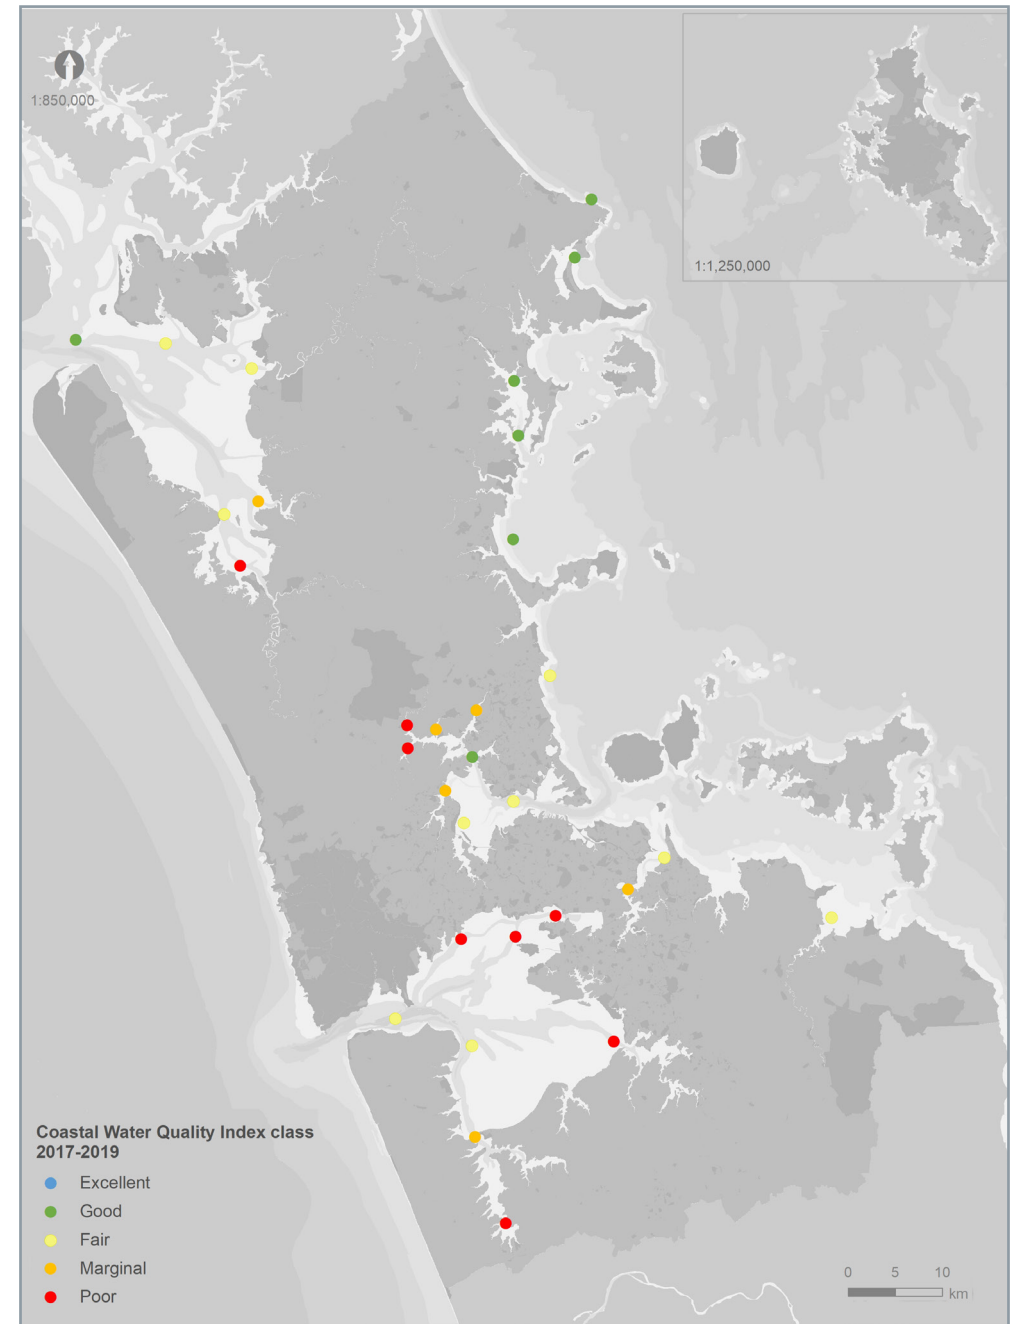 1:850,000
1:1,250,000
Coastal Water Quality Index class
2017-2019
Excellent
Good
Fair
Marginal
Poor
0 5 10
km